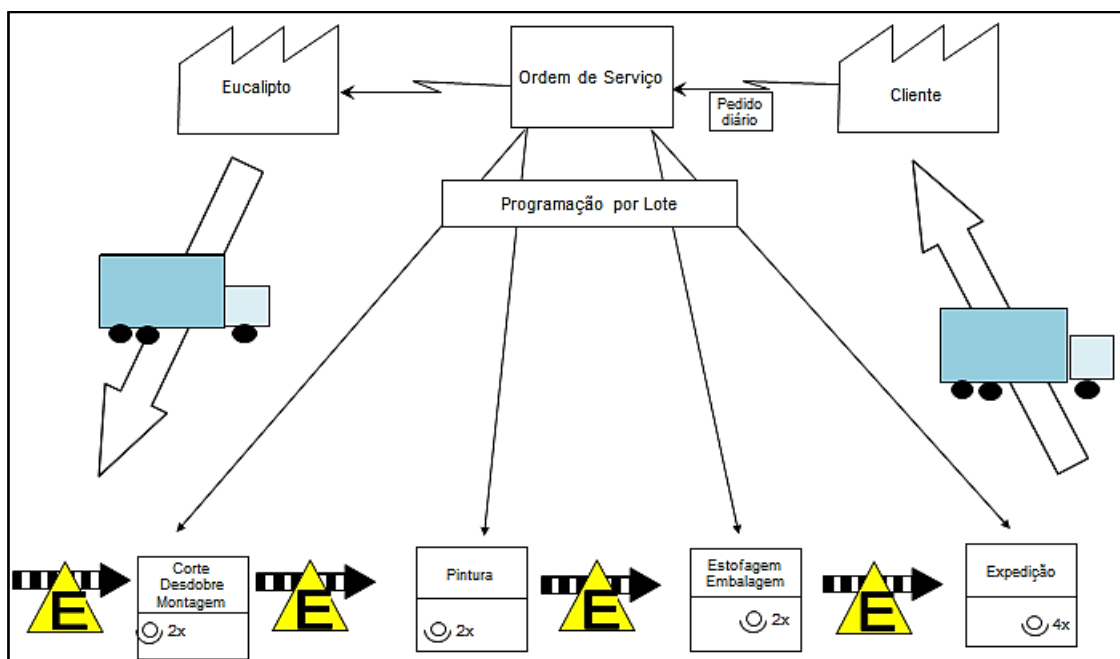 Eucalipto
Ordem de Serviço
Pedido
diário
Cliente
Programação por Lote
E
Corte
Desdobre
Montagem
2x
E
Pintura
2x
E
Estofagem
Embalagem
2x
E
Expedição
4x